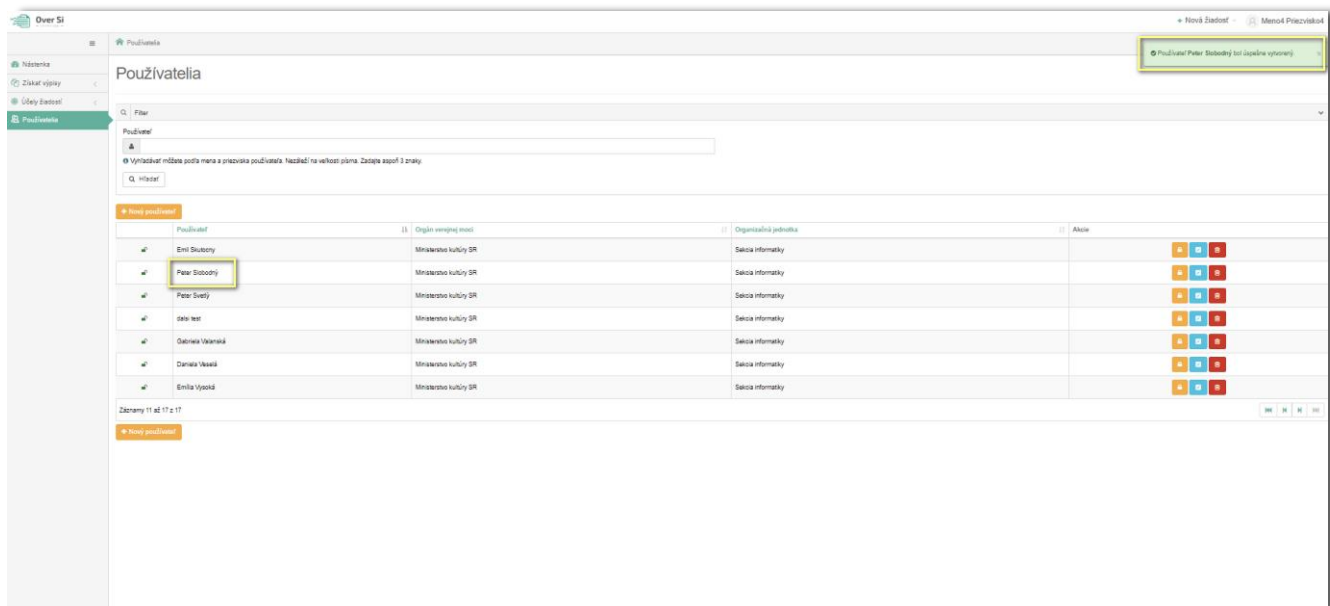 Over Si
+ Nová žiadosť
Meno4 Priezvisko4
Používatelia
Používateľ Peter Slobodný bol úspešne vytvorený.
Nástenka
Získať výpisy
Účely žiadostí
Používatelia
Používatelia
Filter
Používateľ
Vyhľadávať môžete podľa mena a priezviska používateľa. Nezáleží na veľkosti písma. Zadajte aspoň 3 znaky.
Hľadať
+ Nový používateľ
Používateľ Orgán verejnej moci Organizačná jednotka Akcie
Emil Skutocny Ministerstvo kultúry SR Sekcia informatiky
Peter Slobodný Ministerstvo kultúry SR Sekcia informatiky
Peter Svetlý Ministerstvo kultúry SR Sekcia informatiky
dalsi test Ministerstvo kultúry SR Sekcia informatiky
Gabriela Valanská Ministerstvo kultúry SR Sekcia informatiky
Daniela Veselá Ministerstvo kultúry SR Sekcia informatiky
Emília Vysoká Ministerstvo kultúry SR Sekcia informatiky
Záznamy 11 až 17 z 17
+ Nový používateľ